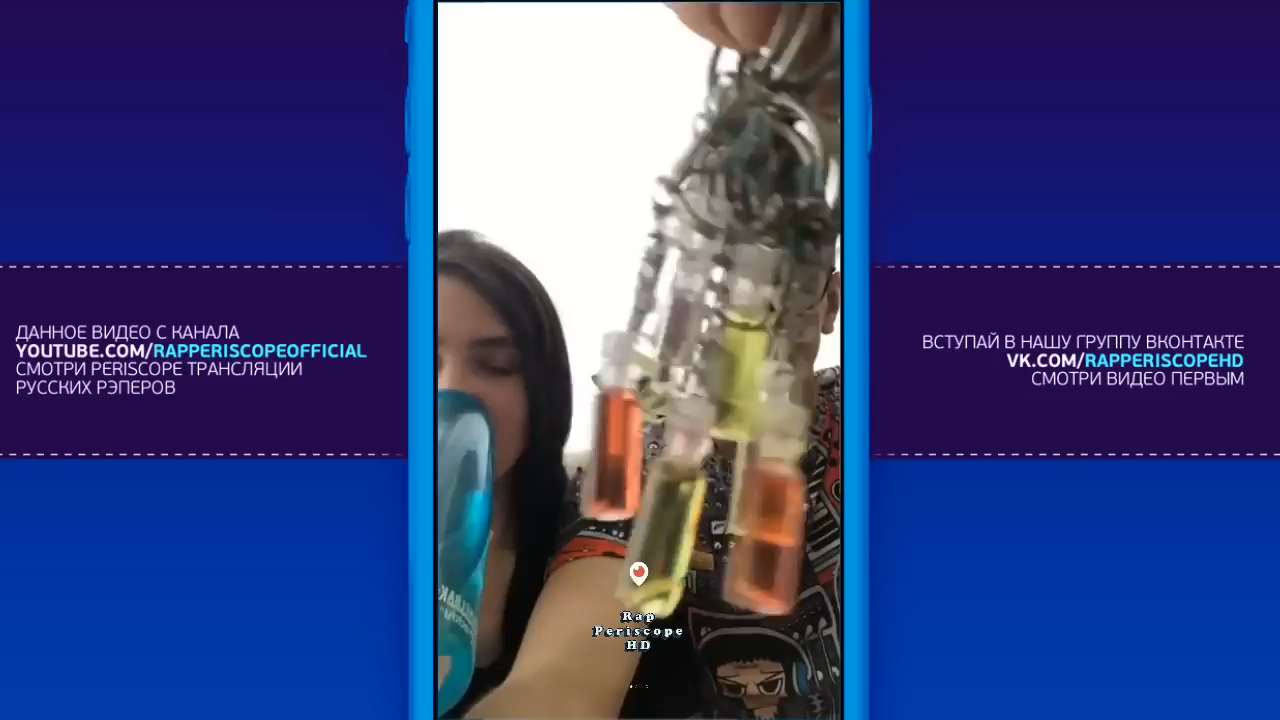 ДАННОЕ ВИДЕО С КАНАЛА
YOUTUBE.COM/RAPPERISCOPEOFFICIAL
СМОТРИ PERISCOPE ТРАНСЛЯЦИИ
РУССКИХ РЭПЕРОВ
ВСТУПАЙ В НАШУ ГРУППУ ВКОНТАКТЕ
VK.COM/RAPPERISCOPEHD
СМОТРИ ВИДЕО ПЕРВЫМ
Rap
Periscope
HD